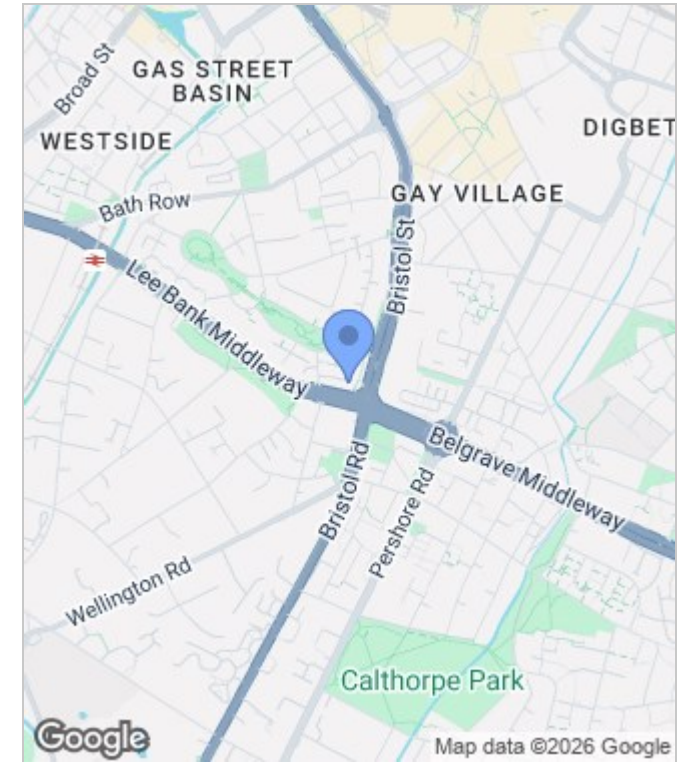 Broad St
GAS STREET
BASIN
WESTSIDE
DIGBET
Bath Row
GAY VILLAGE
Bristol St
Lee Bank Middleway
Belgrave Middleway
Bristol Rd
Pershore Rd
Wellington Rd
Calthorpe Park
Google
Map data ©2026 Google